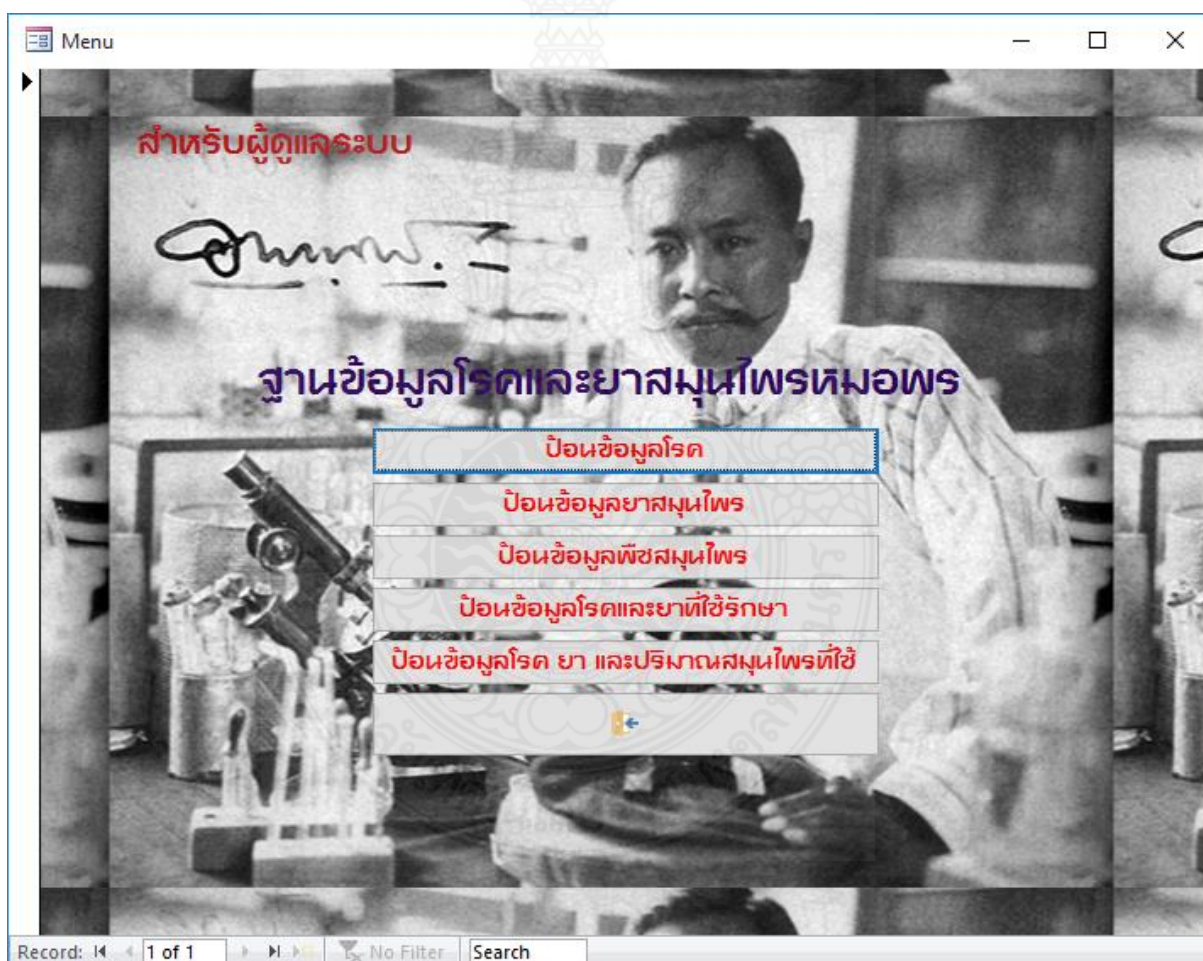 Menu
สำหรับผู้ดูแลระบบ
ฐานข้อมูลโรคและยาสมุนไพรหมอพร
ป้อนข้อมูลโรค
ป้อนข้อมูลยาสมุนไพร
ป้อนข้อมูลพืชสมุนไพร
ป้อนข้อมูลโรคและยาที่ใช้รักษา
ป้อนข้อมูลโรค ยา และปริมาณสมุนไพรที่ใช้
Record: 1 of 1 No Filter Search